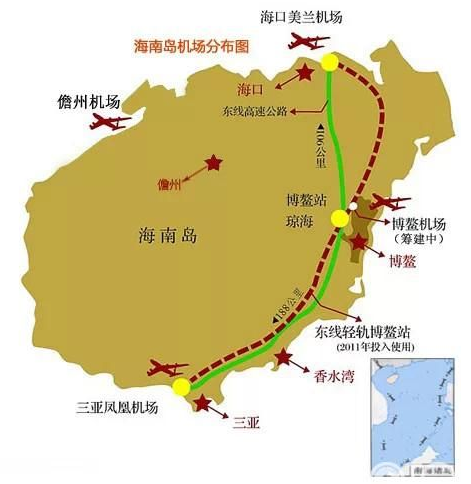 海口美兰机场
海南岛机场分布图
海口
儋州机场
东线高速公路
106公里
儋州
博鳌站
琼海
博鳌机场
(筹建中)
海南岛
博鳌
188公里
东线轻轨博鳌站
(2011年投入使用)
香水湾
三亚凤凰机场
三亚